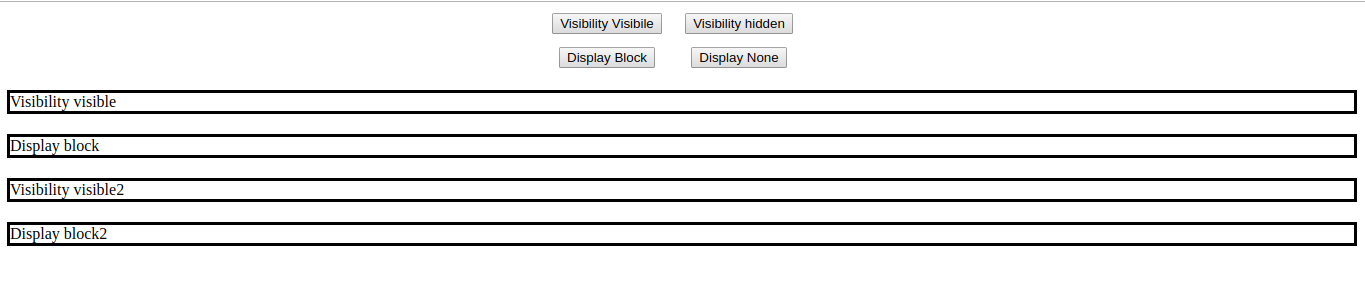 Visibility Visibile Visibility hidden
Display Block Display None
Visibility visible
Display block
Visibility visible2
Display block2